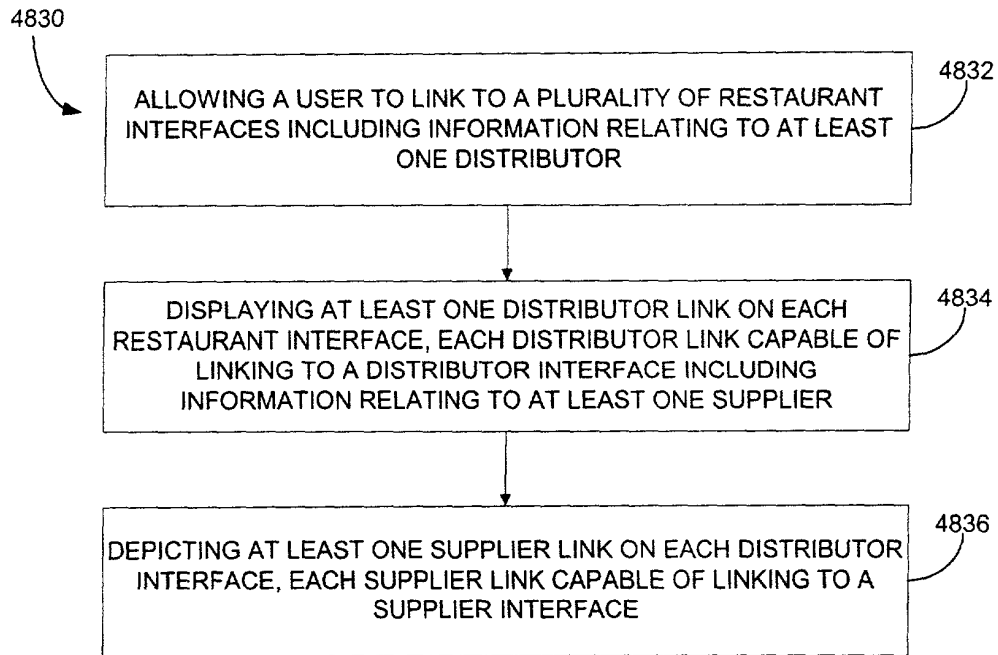 4830
4832
ALLOWING A USER TO LINK TO A PLURALITY OF RESTAURANT
INTERFACES INCLUDING INFORMATION RELATING TO AT LEAST
ONE DISTRIBUTOR
4834
DISPLAYING AT LEAST ONE DISTRIBUTOR LINK ON EACH
RESTAURANT INTERFACE, EACH DISTRIBUTOR LINK CAPABLE OF
LINKING TO A DISTRIBUTOR INTERFACE INCLUDING
INFORMATION RELATING TO AT LEAST ONE SUPPLIER
4836
DEPICTING AT LEAST ONE SUPPLIER LINK ON EACH DISTRIBUTOR
INTERFACE, EACH SUPPLIER LINK CAPABLE OF LINKING TO A
SUPPLIER INTERFACE